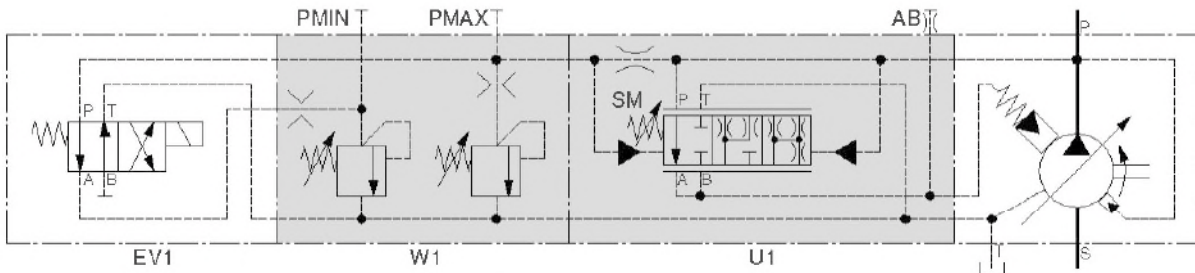 PMIN PMAX AB P
P T SM P T
A B A B
T S
EV1 W1 U1